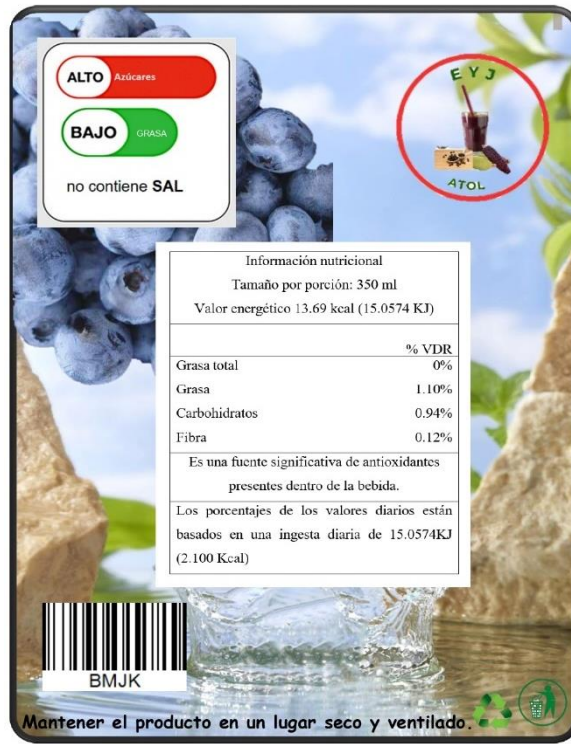 ALTO Azúcares
BAJO GRASA
no contiene SAL
E Y J
ATOL
Información nutricional
Tamaño por porción: 350 ml
Valor energético 13.69 kcal (15.0574 KJ)
% VDR
Grasa total 0%
Grasa 1.10%
Carbohidratos 0.94%
Fibra 0.12%
Es una fuente significativa de antioxidantes
presentes dentro de la bebida.
Los porcentajes de los valores diarios están
basados en una ingesta diaria de 15.0574KJ
(2.100 Kcal)
BMJK
Mantener el producto en un lugar seco y ventilado.